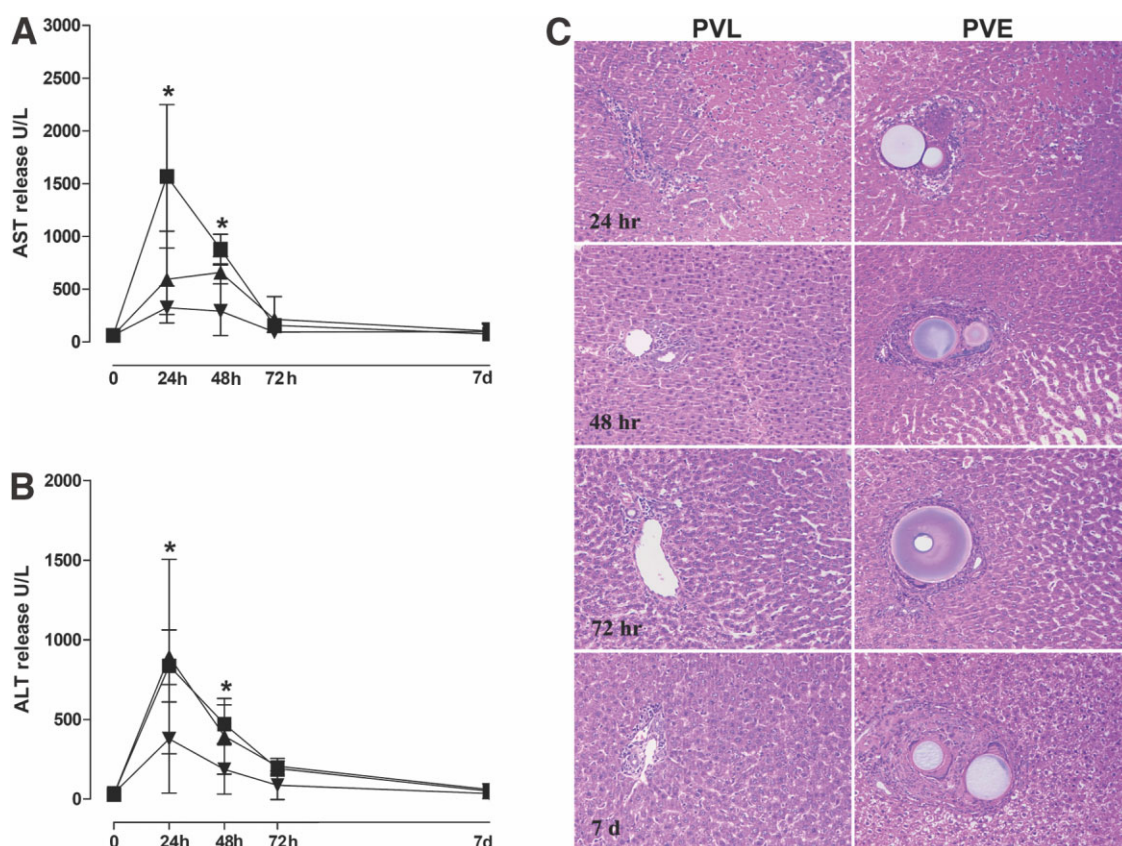 A
AST release U/L
3000
2500
2000
1500
1000
500
0
*
*
0 24h 48h 72h 7d
B
ALT release U/L
2000
1500
1000
500
0
*
*
0 24h 48h 72h 7d
C
PVL PVE
24 hr
48 hr
72 hr
7 d